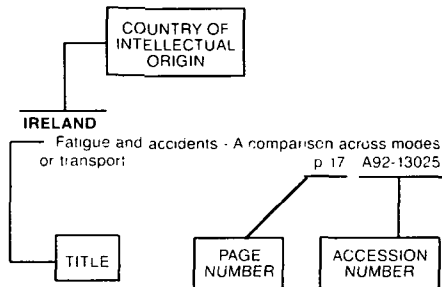 COUNTRY OF
INTELLECTUAL
ORIGIN
IRELAND
Fatigue and accidents - A comparison across modes
or transport p 17 A92-13025
TITLE
PAGE
NUMBER
ACCESSION
NUMBER